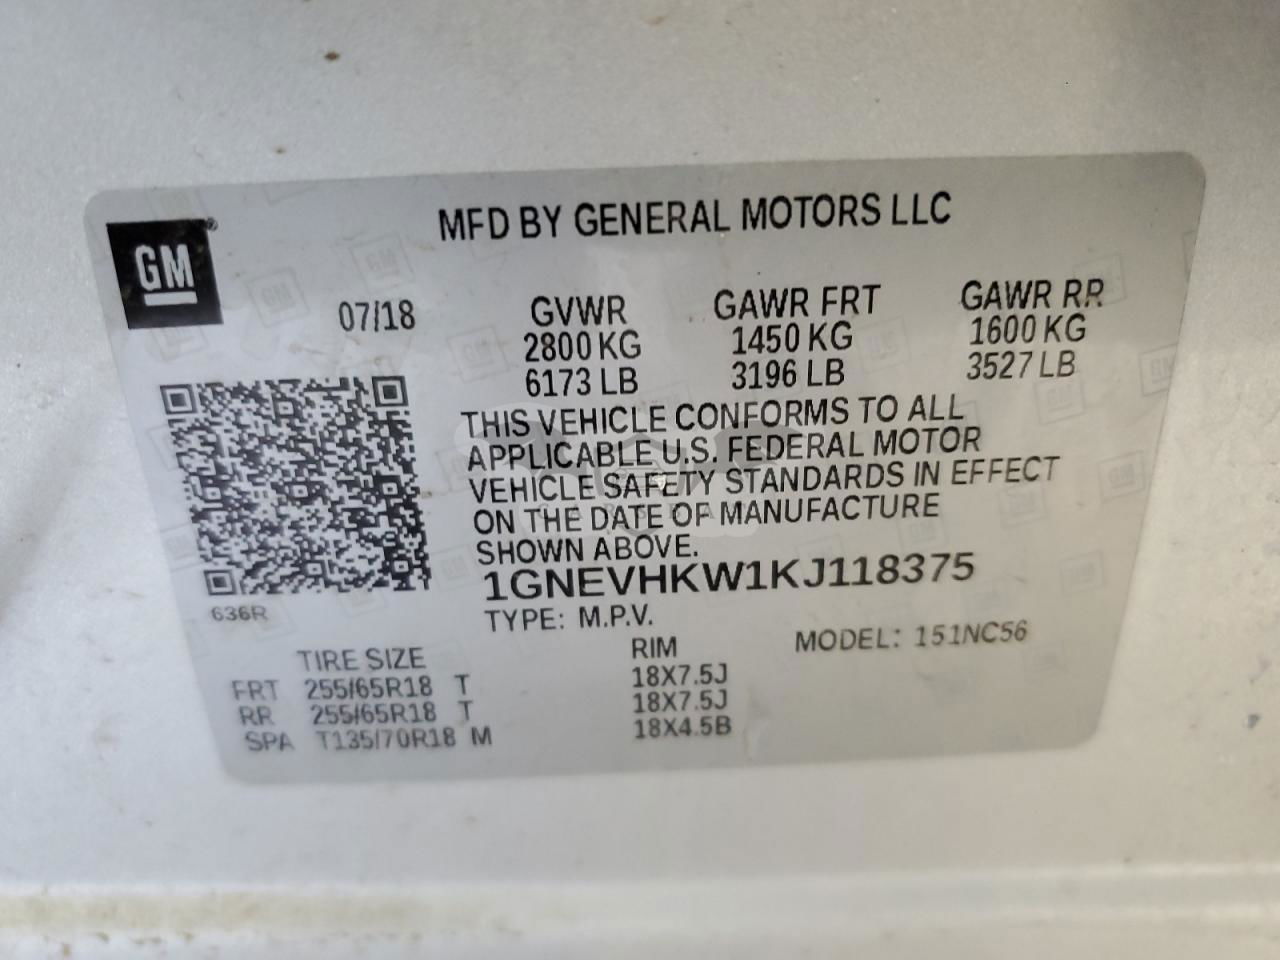 MFD BY GENERAL MOTORS LLC
GM®
07/18 GVWR GAWR FRT GAWR RR
2800 KG 1450 KG 1600 KG
6173 LB 3196 LB 3527 LB
THIS VEHICLE CONFORMS TO ALL
APPLICABLE U.S. FEDERAL MOTOR
VEHICLE SAFETY STANDARDS IN EFFECT
ON THE DATE OF MANUFACTURE
SHOWN ABOVE.
1GNEVHKW1KJ118375
636R
TYPE: M.P.V. MODEL: 151NC56
TIRE SIZE RIM
FRT 255/65R18 T 18X7.5J
RR 255/65R18 T 18X7.5J
SPA T135/70R18 M 18X4.5B